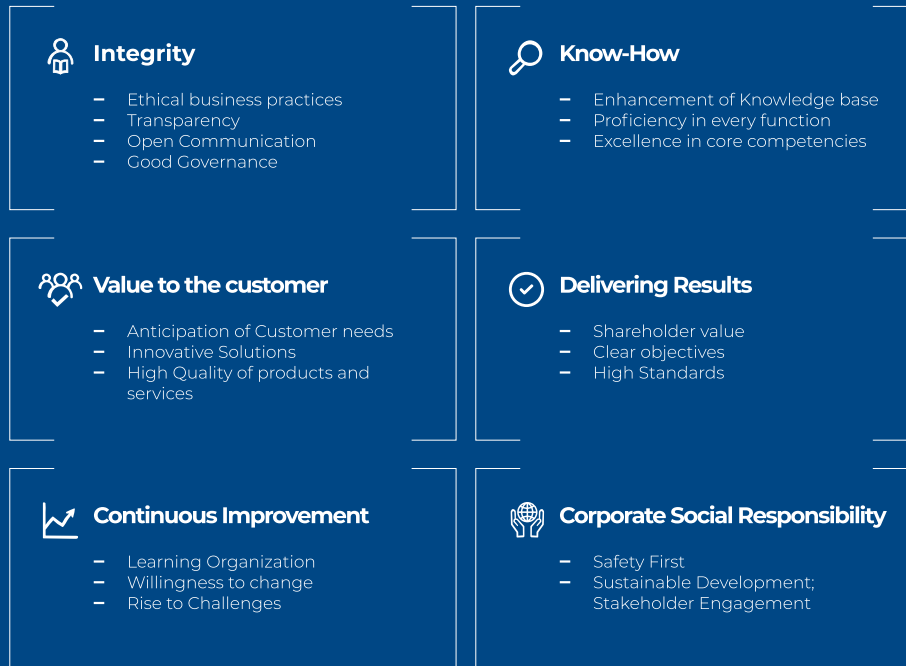 Integrity
– Ethical business practices
– Transparency
– Open Communication
– Good Governance
Know-How
– Enhancement of Knowledge base
– Proficiency in every function
– Excellence in core competencies
Value to the customer
– Anticipation of Customer needs
– Innovative Solutions
– High Quality of products and
services
Delivering Results
– Shareholder value
– Clear objectives
– High Standards
Continuous Improvement
– Learning Organization
– Willingness to change
– Rise to Challenges
Corporate Social Responsibility
– Safety First
– Sustainable Development;
Stakeholder Engagement